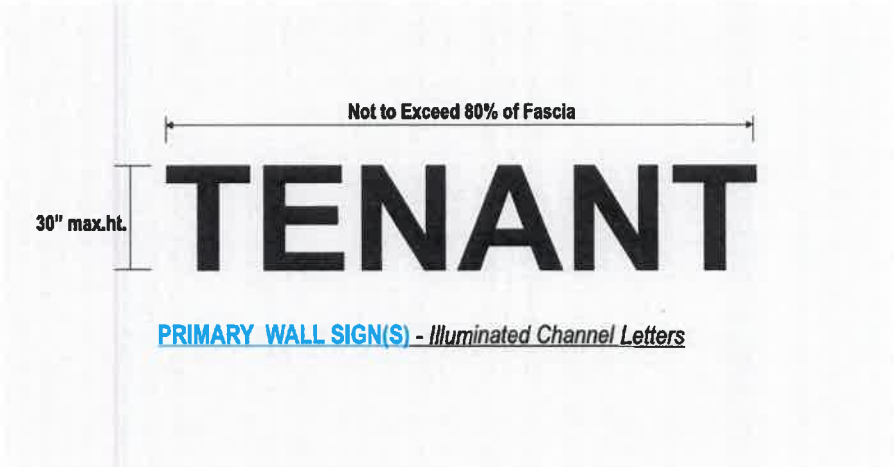 Not to Exceed 80% of Fascia
30" max.ht.
TENANT
PRIMARY WALL SIGN(S) - Illuminated Channel Letters